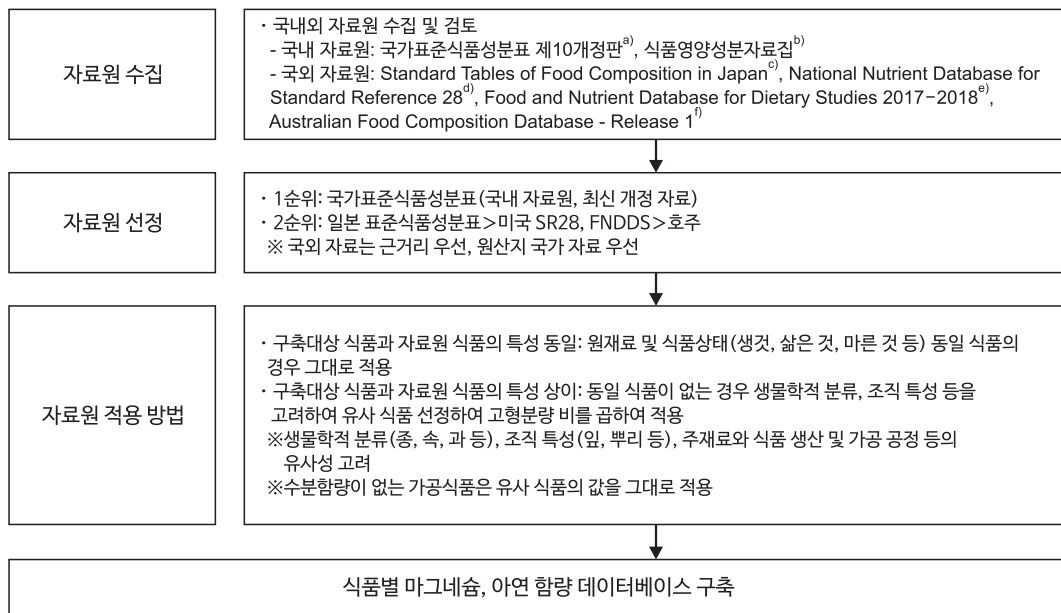 자료원 수집
· 국내외 자료원 수집 및 검토
- 국내 자료원: 국가표준식품성분표 제10개정판a), 식품영양성분자료집b)
- 국외 자료원: Standard Tables of Food Composition in Japanc), National Nutrient Database for
Standard Reference 28d), Food and Nutrient Database for Dietary Studies 2017−2018e),
Australian Food Composition Database - Release 1f)
자료원 선정
· 1순위: 국가표준식품성분표(국내 자료원, 최신 개정 자료)
· 2순위: 일본 표준식품성분표>미국 SR28, FNDDS>호주
※ 국외 자료는 근거리 우선, 원산지 국가 자료 우선
자료원 적용 방법
· 구축대상 식품과 자료원 식품의 특성 동일: 원재료 및 식품상태(생것, 삶은 것, 마른 것 등) 동일 식품의
경우 그대로 적용
· 구축대상 식품과 자료원 식품의 특성 상이: 동일 식품이 없는 경우 생물학적 분류, 조직 특성 등을
고려하여 유사 식품 선정하여 고형분량 비를 곱하여 적용
※생물학적 분류(종, 속, 과 등), 조직 특성(잎, 뿌리 등), 주재료와 식품 생산 및 가공 공정 등의
유사성 고려
※수분함량이 없는 가공식품은 유사 식품의 값을 그대로 적용
식품별 마그네슘, 아연 함량 데이터베이스 구축